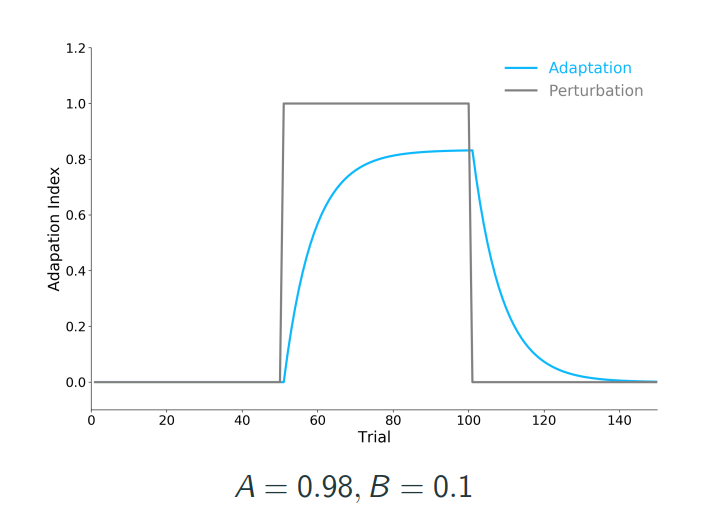 1.2
Adaptation
Perturbation
1.0
0.8
0.6
0.4
0.2
0.0
Adapation Index
0 20 40 60 80 100 120 140
Trial
A = 0.98, B = 0.1